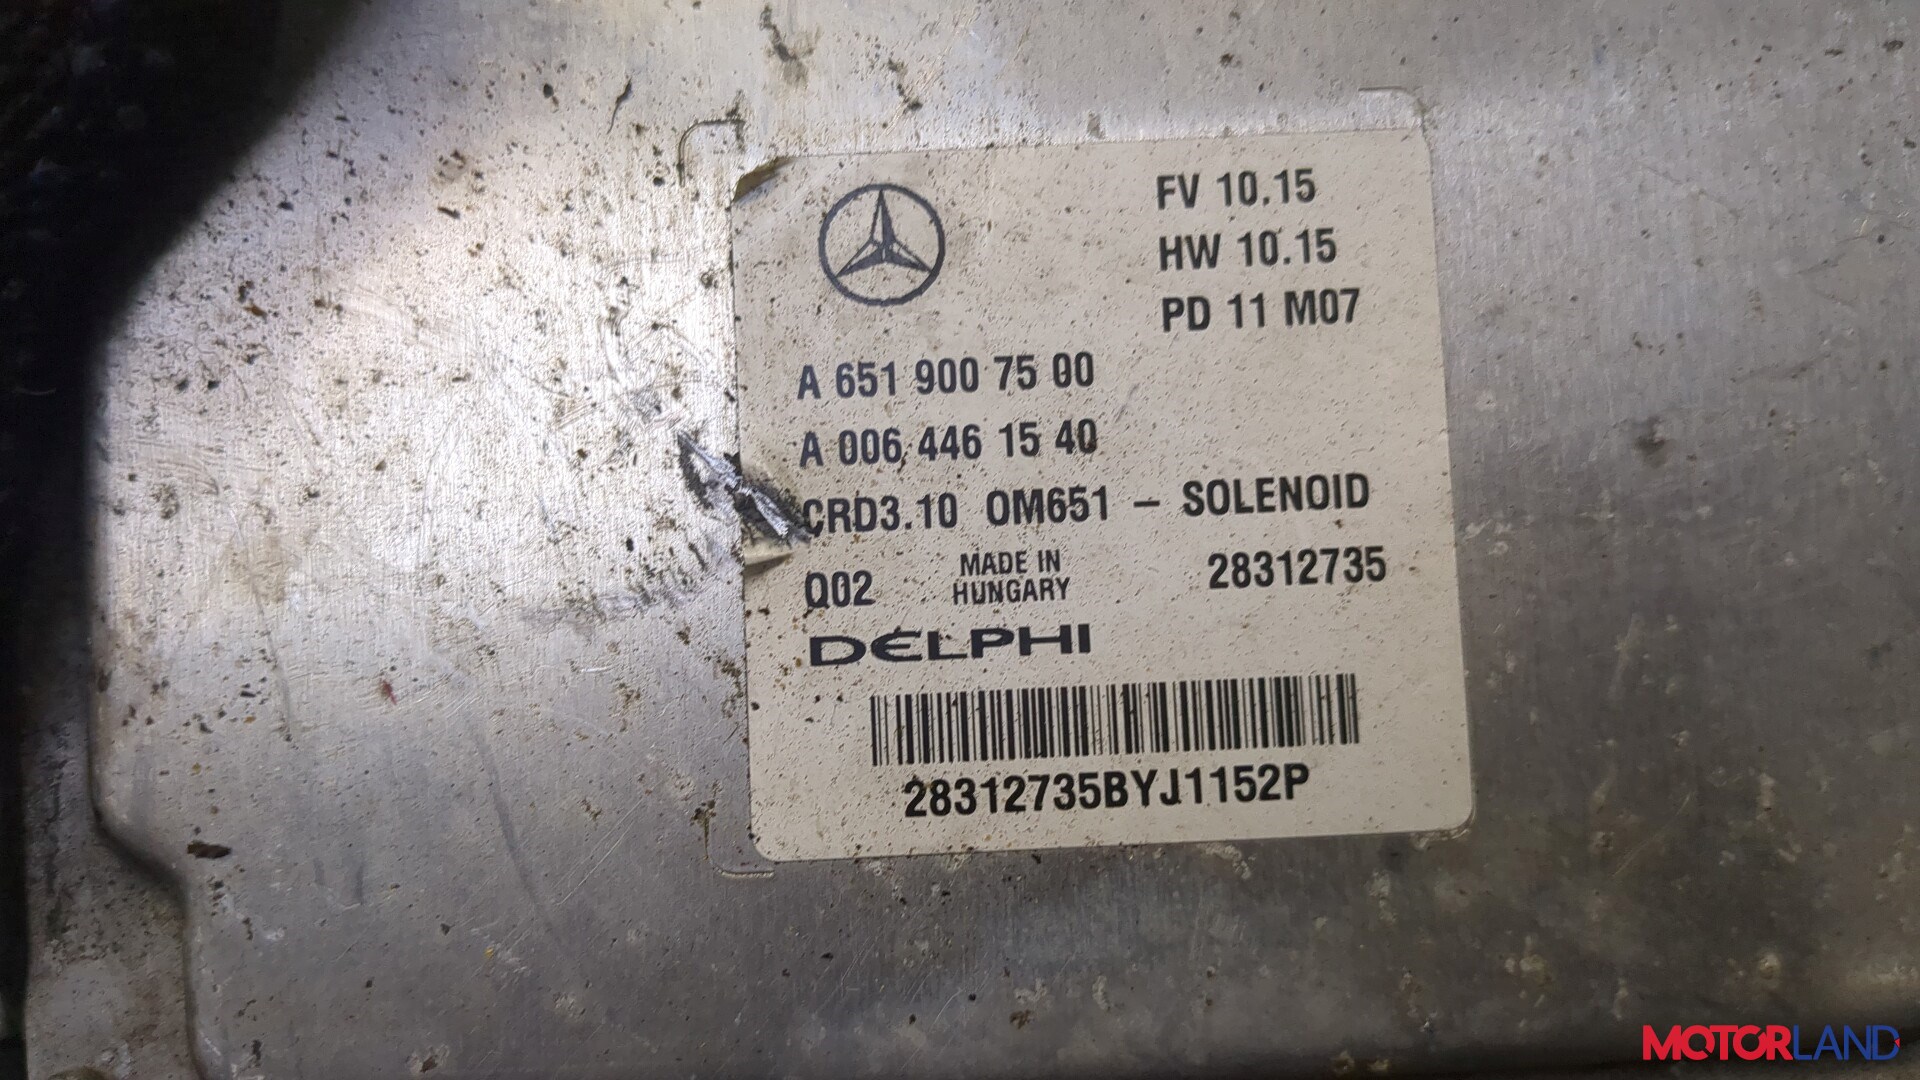 FV 10.15
HW 10.15
PD 11 M07
A 651 900 75 00
A 006 446 15 40
CRD3.10 OM651 – SOLENOID
Q02 MADE IN HUNGARY 28312735
DELPHI
28312735BYJ1152P
MOTORLAND